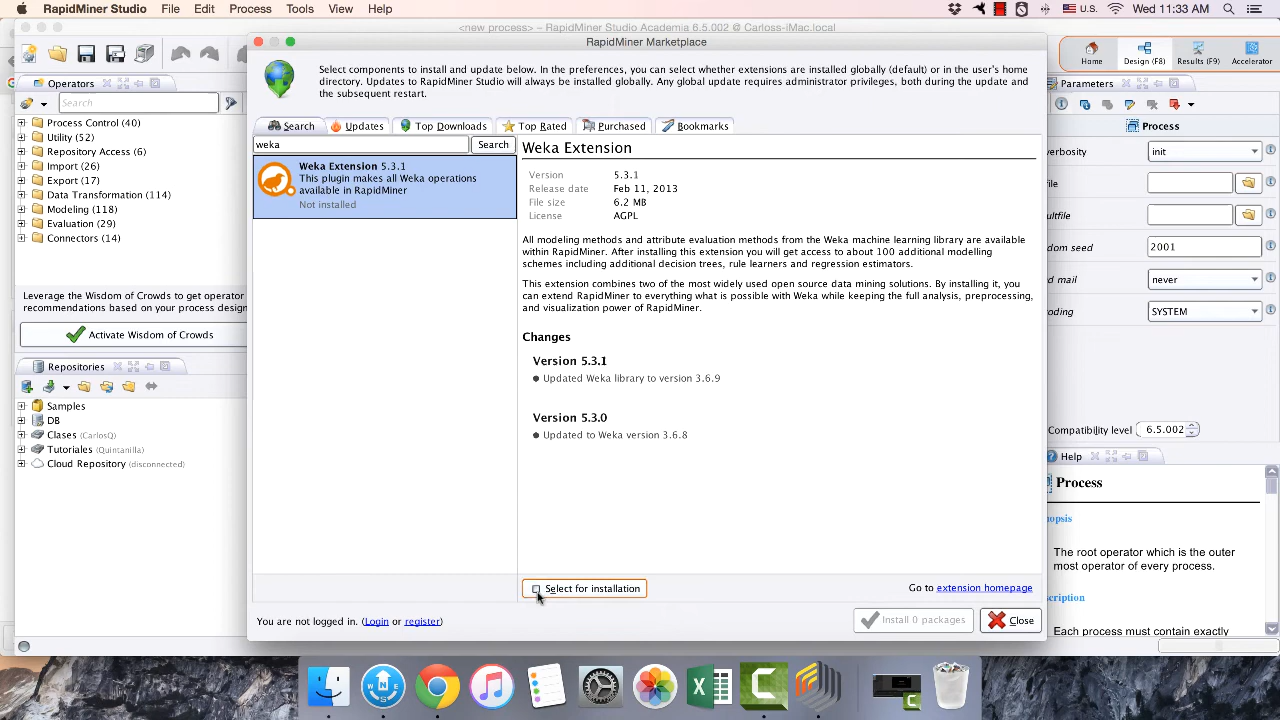 RapidMiner Studio File Edit Process Tools View Help
U.S. Wed 11:33 AM
<new process> – RapidMiner Studio Academia 6.5.002 @ Carloss-iMac.local
RapidMiner Marketplace
Home
Design (F8)
Results (F9)
Accelerator
Operators
Search
Process Control (40)
Utility (52)
Repository Access (6)
Import (26)
Export (17)
Data Transformation (114)
Modeling (118)
Evaluation (29)
Connectors (14)
Leverage the Wisdom of Crowds to get operator
recommendations based on your process design
Activate Wisdom of Crowds
Repositories
Samples
DB
Clases (CarlosQ)
Tutoriales (Quintanilla)
Cloud Repository (disconnected)
Select components to install and update below. In the preferences, you can select whether extensions are installed globally (default) or in the user's home
directory. Updates to RapidMiner Studio will always be installed globally. Any global update requires administrator privileges, both during the update and
the subsequent restart.
Search
Updates
Top Downloads
Top Rated
Purchased
Bookmarks
weka
Search
Weka Extension 5.3.1
This plugin makes all Weka operations
available in RapidMiner
Not installed
Weka Extension
Version 5.3.1
Release date Feb 11, 2013
File size 6.2 MB
License AGPL
All modeling methods and attribute evaluation methods from the Weka machine learning library are available
within RapidMiner. After installing this extension you will get access to about 100 additional modelling
schemes including additional decision trees, rule learners and regression estimators.
This extension combines two of the most widely used open source data mining solutions. By installing it, you
can extend RapidMiner to everything what is possible with Weka while keeping the full analysis, preprocessing,
and visualization power of RapidMiner.
Changes
Version 5.3.1
Updated Weka library to version 3.6.9
Version 5.3.0
Updated to Weka version 3.6.8
Select for installation
Go to extension homepage
You are not logged in. (Login or register)
Install 0 packages
Close
Parameters
Process
verbosity
init
file
ultfile
dom seed
2001
d mail
never
oding
SYSTEM
Compatibility level
6.5.002
Help
Process
nopsis
The root operator which is the outer
most operator of every process.
scription
Each process must contain exactly